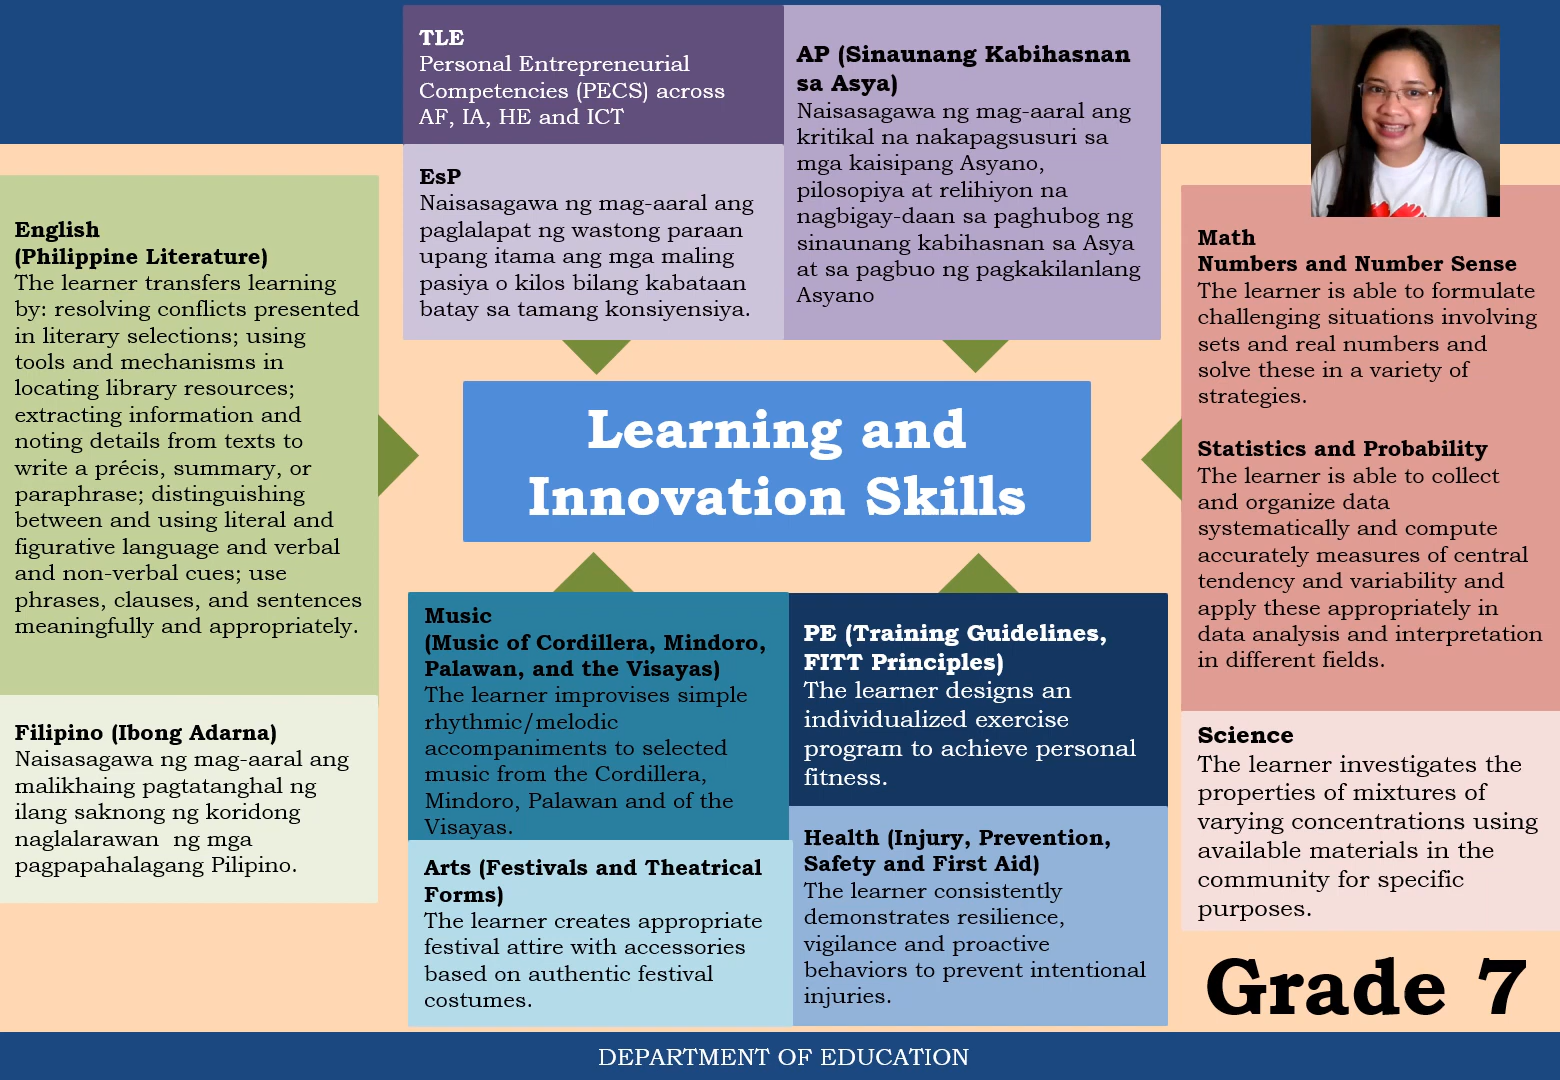 TLE
Personal Entrepreneurial
Competencies (PECS) across
AF, IA, HE and ICT
EsP
Naisasagawa ng mag-aaral ang
paglalapat ng wastong paraan
upang itama ang mga maling
pasiya o kilos bilang kabataan
batay sa tamang konsiyensiya.
AP (Sinaunang Kabihasnan
sa Asya)
Naisasagawa ng mag-aaral ang
kritikal na nakapagsusuri sa
mga kaisipang Asyano,
pilosopiya at relihiyon na
nagbigay-daan sa paghubog ng
sinaunang kabihasnan sa Asya
at sa pagbuo ng pagkakilanlang
Asyano
English
(Philippine Literature)
The learner transfers learning
by: resolving conflicts presented
in literary selections; using
tools and mechanisms in
locating library resources;
extracting information and
noting details from texts to
write a précis, summary, or
paraphrase; distinguishing
between and using literal and
figurative language and verbal
and non-verbal cues; use
phrases, clauses, and sentences
meaningfully and appropriately.
Filipino (Ibong Adarna)
Naisasagawa ng mag-aaral ang
malikhaing pagtatanghal ng
ilang saknong ng koridong
naglalarawan  ng mga
pagpapahalagang Pilipino.
Learning and
Innovation Skills
Music
(Music of Cordillera, Mindoro,
Palawan, and the Visayas)
The learner improvises simple
rhythmic/melodic
accompaniments to selected
music from the Cordillera,
Mindoro, Palawan and of the
Visayas.
Arts (Festivals and Theatrical
Forms)
The learner creates appropriate
festival attire with accessories
based on authentic festival
costumes.
PE (Training Guidelines,
FITT Principles)
The learner designs an
individualized exercise
program to achieve personal
fitness.
Health (Injury, Prevention,
Safety and First Aid)
The learner consistently
demonstrates resilience,
vigilance and proactive
behaviors to prevent intentional
injuries.
Math
Numbers and Number Sense
The learner is able to formulate
challenging situations involving
sets and real numbers and
solve these in a variety of
strategies.
Statistics and Probability
The learner is able to collect
and organize data
systematically and compute
accurately measures of central
tendency and variability and
apply these appropriately in
data analysis and interpretation
in different fields.
Science
The learner investigates the
properties of mixtures of
varying concentrations using
available materials in the
community for specific
purposes.
Grade 7
DEPARTMENT OF EDUCATION